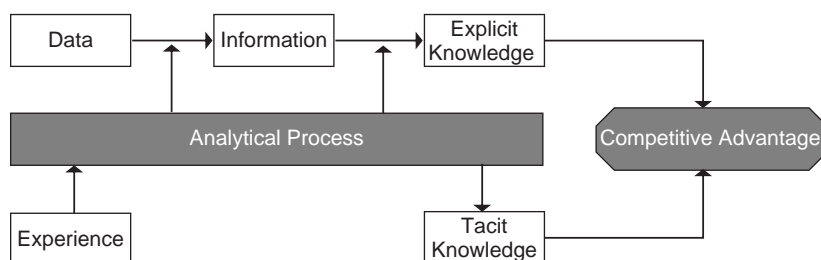 Data
Information
Explicit
Knowledge
Analytical Process
Competitive Advantage
Experience
Tacit
Knowledge